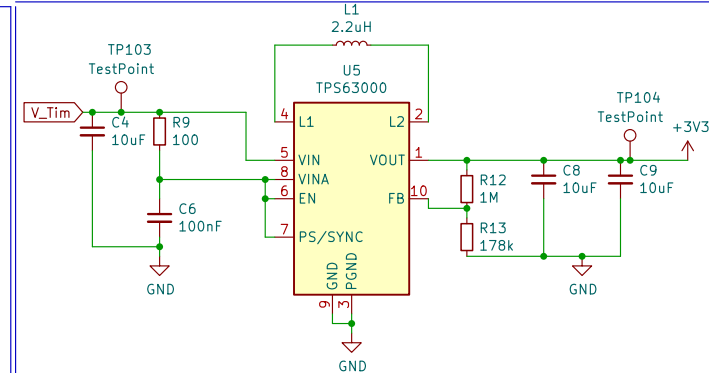 L1
2.2uH
TP103
TestPoint
U5
TPS63000
TP104
TestPoint
+3V3
V_Tim
C4
10uF
R9
100
4
L1
L2
2
5
VIN
VOUT
1
8
VINA
6
EN
FB
10
R12
1M
C8
10uF
C9
10uF
C6
100nF
7
PS/SYNC
R13
178k
GND
PGND
9
3
GND
GND
GND